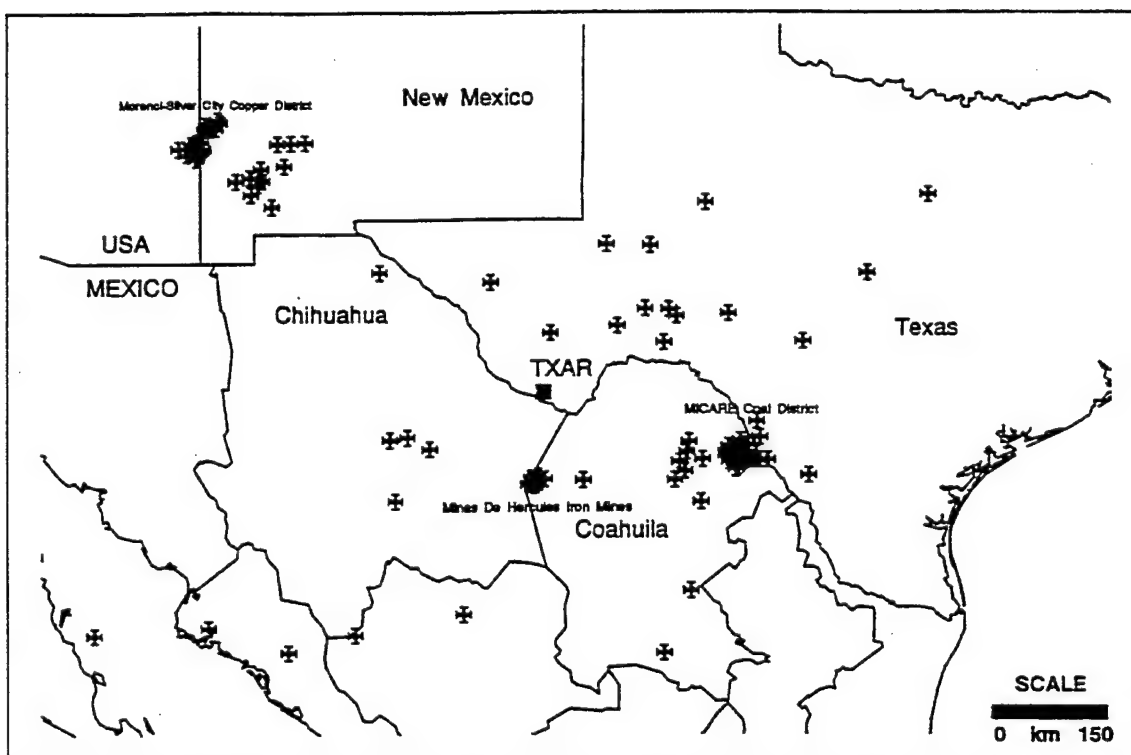 New Mexico
Morenci-Silver City Copper District
USA
MEXICO
Chihuahua
Texas
TXAR
MICARE Coal District
Minas De Hercules Iron Mines
Coahuila
SCALE
0 km 150